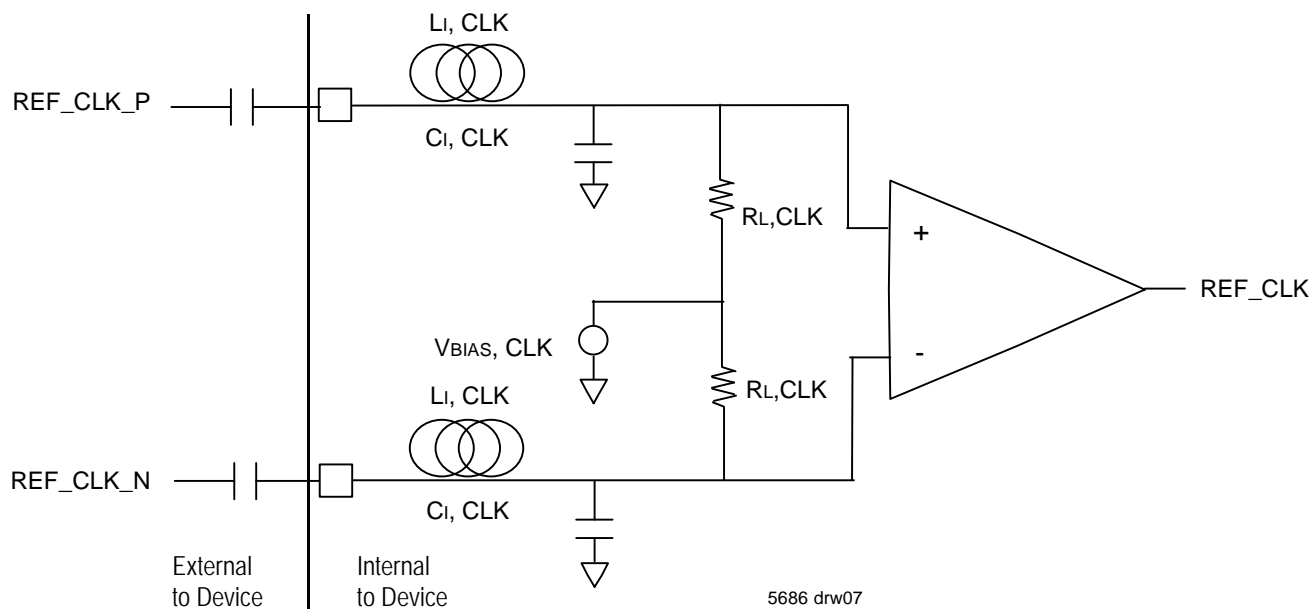 LI, CLK
REF_CLK_P
CI, CLK
RL,CLK
+
REF_CLK
VBIAS, CLK
-
RL,CLK
LI, CLK
REF_CLK_N
CI, CLK
External
to Device
Internal
to Device
5686 drw07